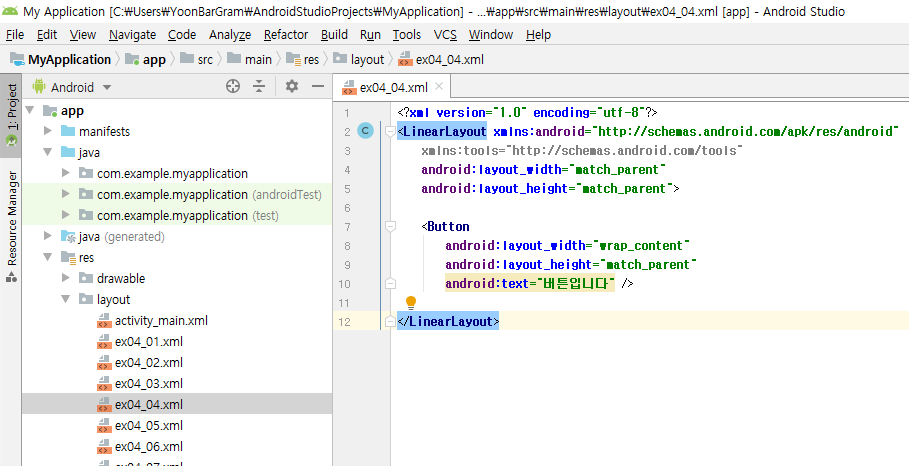 My Application [C:₩Users₩YoonBarGram₩AndroidStudioProjects₩MyApplication] - ...₩app₩src₩main₩res₩layout₩ex04_04.xml [app] - Android Studio
File Edit View Navigate Code Analyze Refactor Build Run Tools VCS Window Help
MyApplication app src main res layout ex04_04.xml
1: Project
Resource Manager
Android
app
manifests
java
com.example.myapplication
com.example.myapplication (androidTest)
com.example.myapplication (test)
java (generated)
res
drawable
layout
activity_main.xml
ex04_01.xml
ex04_02.xml
ex04_03.xml
ex04_04.xml
ex04_05.xml
ex04_06.xml
ex04_07.xml
ex04_04.xml
1 <?xml version="1.0" encoding="utf-8"?>
2 C <LinearLayout xmlns:android="http://schemas.android.com/apk/res/android"
3 xmlns:tools="http://schemas.android.com/tools"
4 android:layout_width="match_parent"
5 android:layout_height="match_parent">
6
7 <Button
8 android:layout_width="wrap_content"
9 android:layout_height="match_parent"
10 android:text="버튼입니다" />
11
12 </LinearLayout>